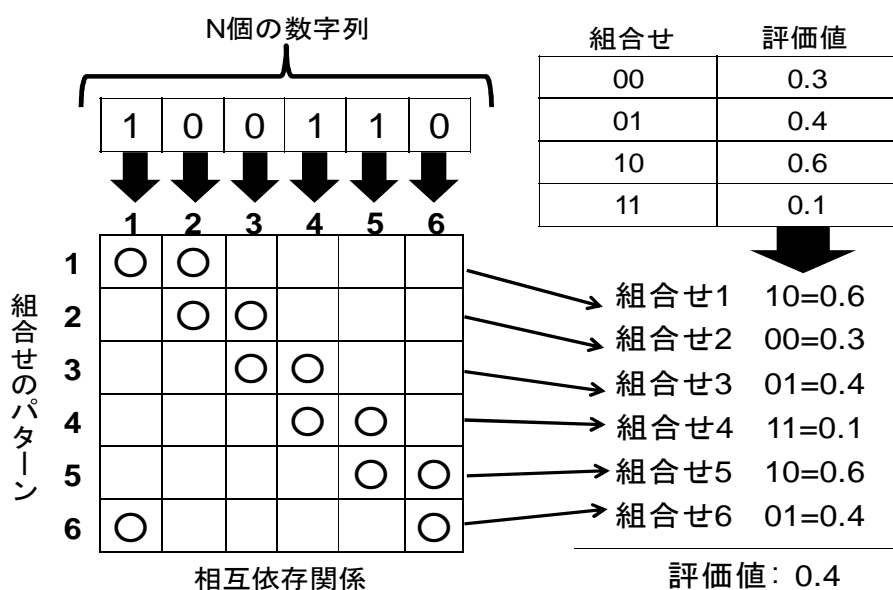 N個の数字列
1 0 0 1 1 0
1 2 3 4 5 6
組合せのパターン
1
2
3
4
5
6
相互依存関係
組合せ 評価値
00 0.3
01 0.4
10 0.6
11 0.1
組合せ1 10=0.6
組合せ2 00=0.3
組合せ3 01=0.4
組合せ4 11=0.1
組合せ5 10=0.6
組合せ6 01=0.4
評価値: 0.4